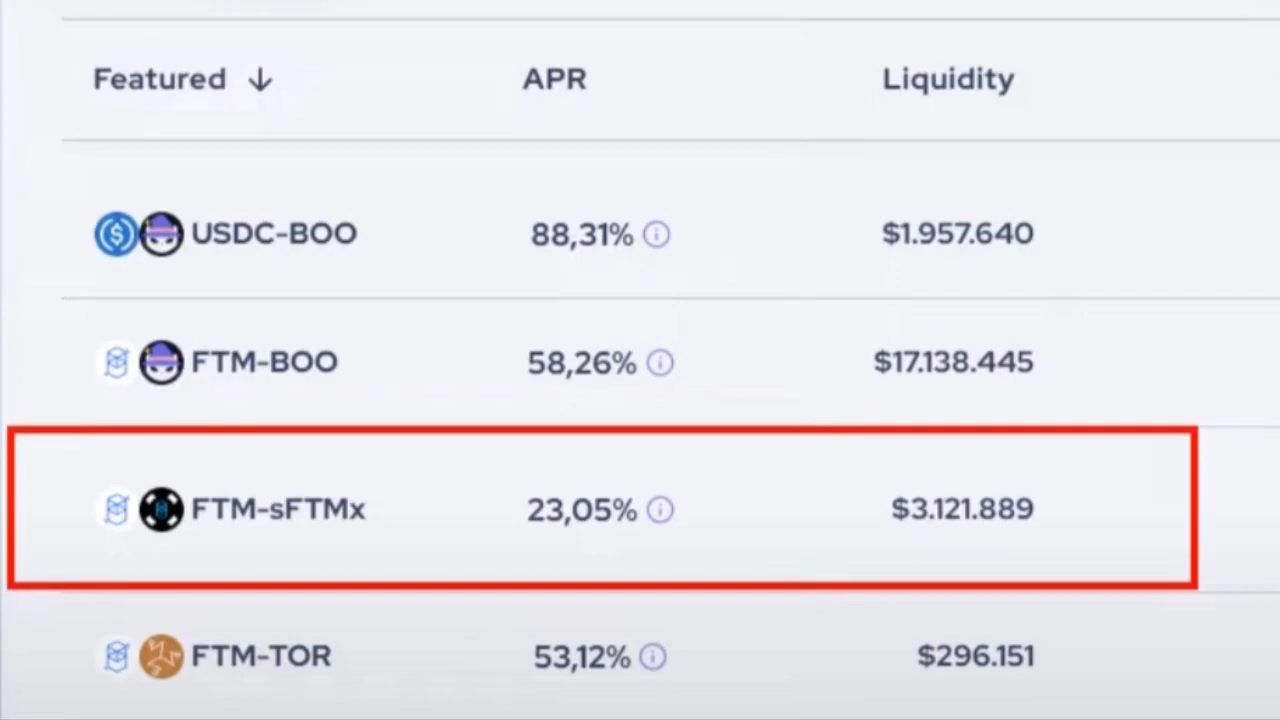 Featured ↓ APR Liquidity
USDC-BOO 88,31% $1.957.640
FTM-BOO 58,26% $17.138.445
FTM-sFTMx 23,05% $3.121.889
FTM-TOR 53,12% $296.151